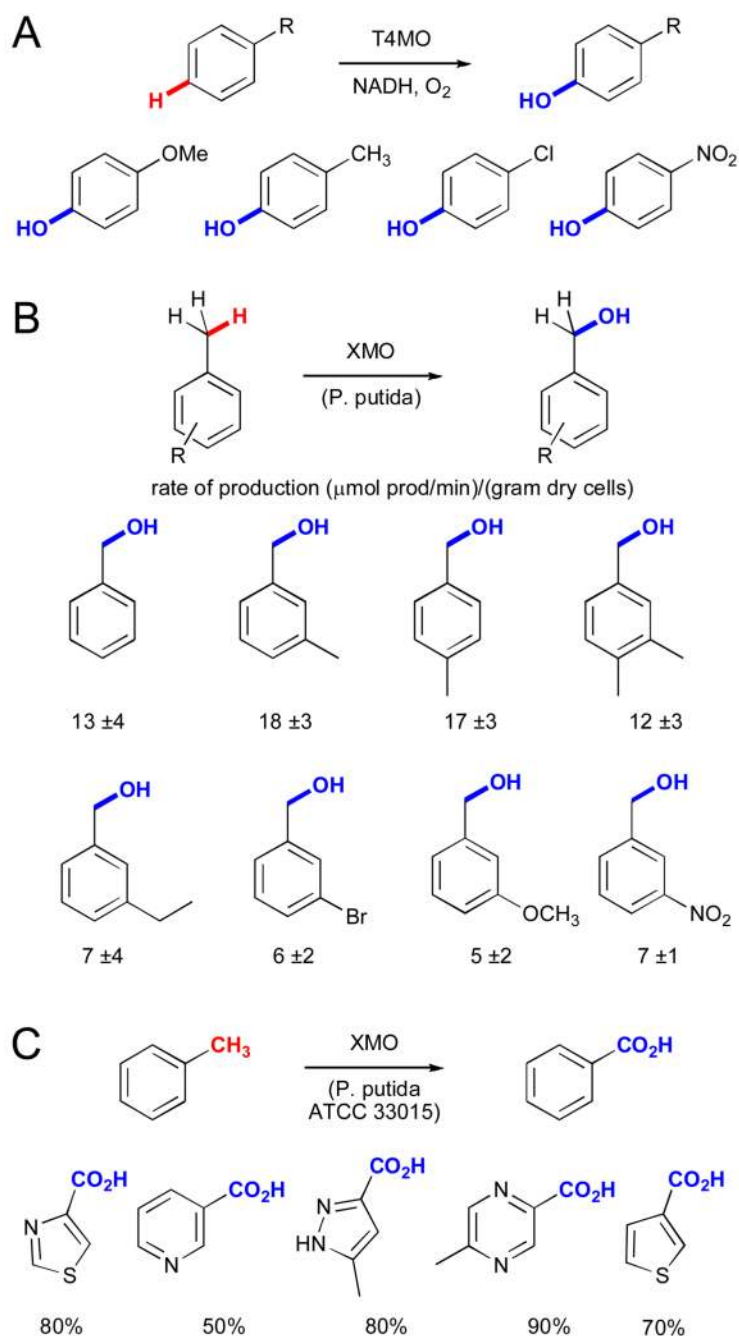 A
R
T4MO
R
H
NADH, O2
HO
OMe
CH3
Cl
NO2
HO
HO
HO
HO
B
H
H H
XMO
(P. putida)
H
H OH
R
R
rate of production (μmol prod/min)/(gram dry cells)
OH
OH
OH
OH
13 ±4
18 ±3
17 ±3
12 ±3
OH
OH
OH
OH
Br
OCH3
NO2
7 ±4
6 ±2
5 ±2
7 ±1
C
CH3
XMO
CO2H
(P. putida
ATCC 33015)
CO2H
CO2H
CO2H
CO2H
CO2H
N
S
N
N
HN
N
N
S
80%
50%
80%
90%
70%